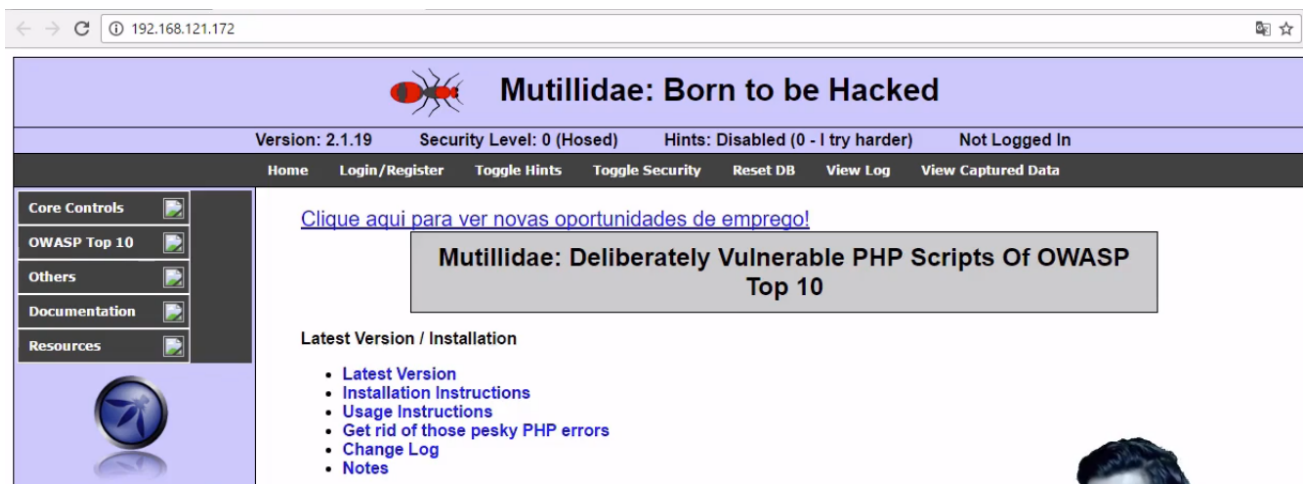 192.168.121.172
Mutillidae: Born to be Hacked
Version: 2.1.19 Security Level: 0 (Hosed) Hints: Disabled (0 - I try harder) Not Logged In
Home Login/Register Toggle Hints Toggle Security Reset DB View Log View Captured Data
Core Controls
OWASP Top 10
Others
Documentation
Resources
Clique aqui para ver novas oportunidades de emprego!
Mutillidae: Deliberately Vulnerable PHP Scripts Of OWASP
Top 10
Latest Version / Installation
Latest Version
Installation Instructions
Usage Instructions
Get rid of those pesky PHP errors
Change Log
Notes